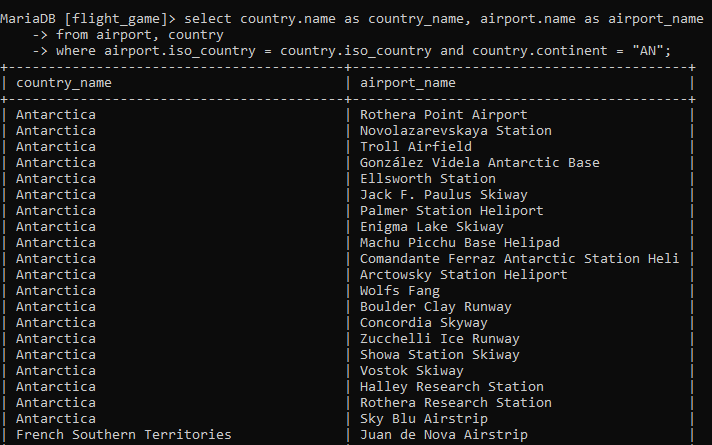 MariaDB [flight_game]> select country.name as country_name, airport.name as airport_name
-> from airport, country
-> where airport.iso_country = country.iso_country and country.continent = "AN";
+----------------------------------------+----------------------------------------+
| country_name | airport_name |
+----------------------------------------+----------------------------------------+
| Antarctica | Rothera Point Airport |
| Antarctica | Novolazarevskaya Station |
| Antarctica | Troll Airfield |
| Antarctica | González Videla Antarctic Base |
| Antarctica | Ellsworth Station |
| Antarctica | Jack F. Paulus Skiway |
| Antarctica | Palmer Station Heliport |
| Antarctica | Enigma Lake Skiway |
| Antarctica | Machu Picchu Base Helipad |
| Antarctica | Comandante Ferraz Antarctic Station Heli |
| Antarctica | Arctowsky Station Heliport |
| Antarctica | Wolfs Fang |
| Antarctica | Boulder Clay Runway |
| Antarctica | Concordia Skyway |
| Antarctica | Zucchelli Ice Runway |
| Antarctica | Showa Station Skiway |
| Antarctica | Vostok Skiway |
| Antarctica | Halley Research Station |
| Antarctica | Rothera Research Station |
| Antarctica | Sky Blu Airstrip |
| French Southern Territories | Juan de Nova Airstrip |